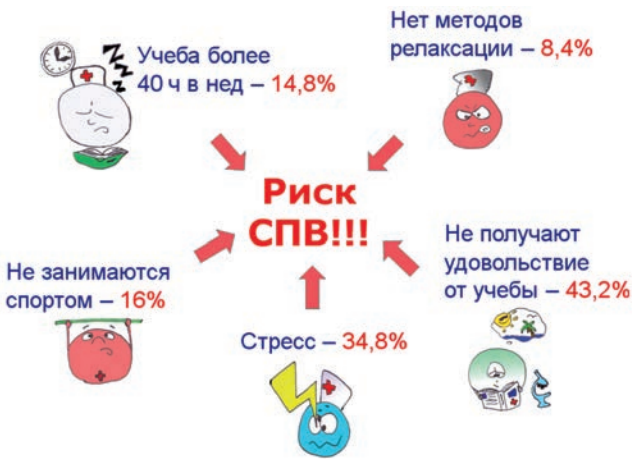 Учеба более
40 ч в нед – 14,8%
Нет методов
релаксации – 8,4%
Риск
СПВ!!!
Не занимаются
спортом – 16%
Стресс – 34,8%
Не получают
удовольствие
от учебы – 43,2%